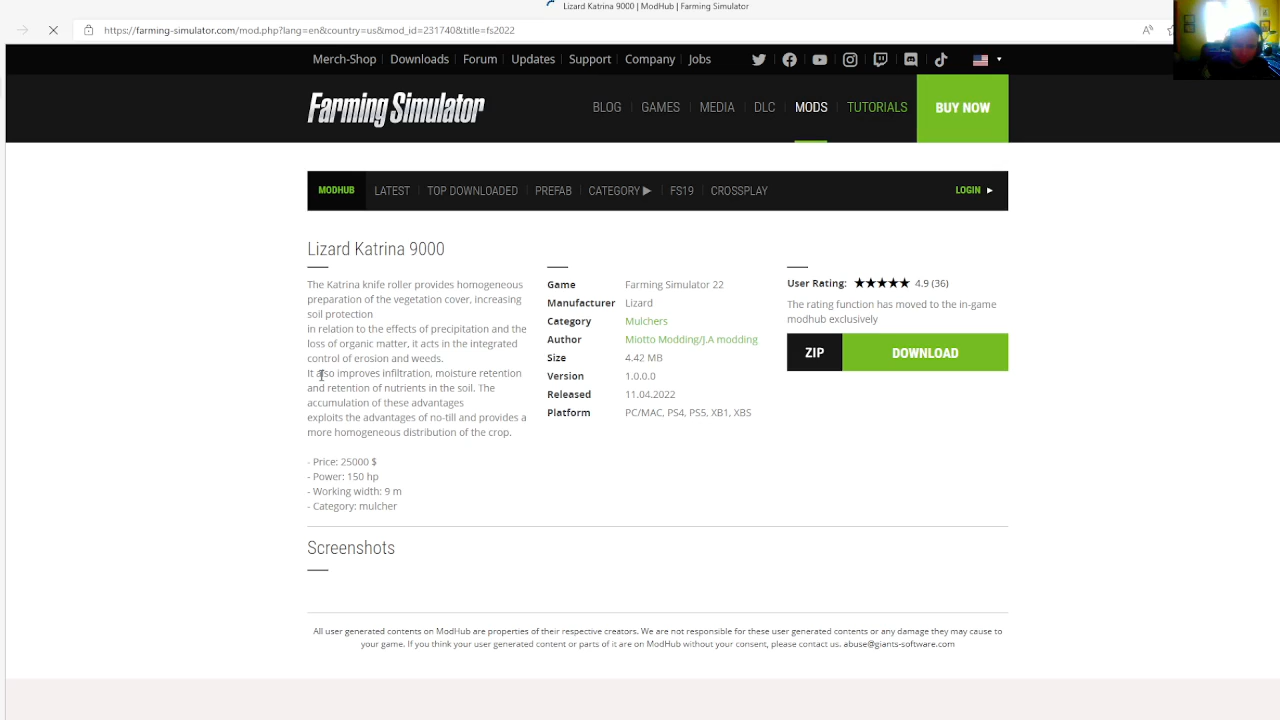 Lizard Katrina 9000 | ModHub | Farming Simulator
https://farming-simulator.com/mod.php?lang=en&country=us&mod_id=231740&title=fs2022
Merch-Shop Downloads Forum Updates Support Company Jobs
Farming Simulator BLOG GAMES MEDIA DLC MODS TUTORIALS BUY NOW
MODHUB LATEST TOP DOWNLOADED PREFAB CATEGORY ▶ FS19 CROSSPLAY LOGIN ▶
Lizard Katrina 9000
The Katrina knife roller provides homogeneous
preparation of the vegetation cover, increasing
soil protection
in relation to the effects of precipitation and the
loss of organic matter, it acts in the integrated
control of erosion and weeds.
It also improves infiltration, moisture retention
and retention of nutrients in the soil. The
accumulation of these advantages
exploits the advantages of no-till and provides a
more homogeneous distribution of the crop.
- Price: 25000 $
- Power: 150 hp
- Working width: 9 m
- Category: mulcher
Game Farming Simulator 22
Manufacturer Lizard
Category Mulchers
Author Miotto Modding/J.A modding
Size 4.42 MB
Version 1.0.0.0
Released 11.04.2022
Platform PC/MAC, PS4, PS5, XB1, XBS
User Rating: ★★★★★ 4.9 (36)
The rating function has moved to the in-game
modhub exclusively
ZIP DOWNLOAD
Screenshots
All user generated contents on ModHub are properties of their respective creators. We are not responsible for these user generated contents or any damage they may cause to
your game. If you think your user generated content or parts of it are on ModHub without your consent, please contact us. abuse@giants-software.com